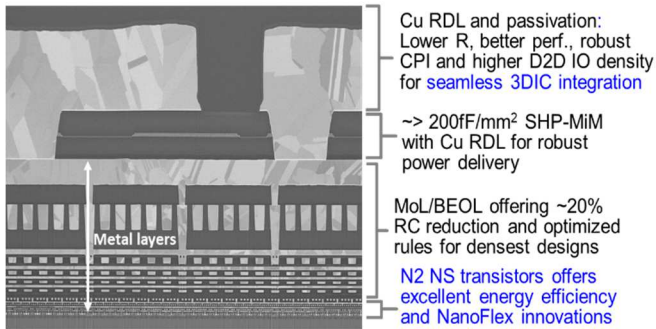 Cu RDL and passivation:
Lower R, better perf., robust
CPI and higher D2D IO density
for seamless 3DIC integration
~> 200fF/mm² SHP-MiM
with Cu RDL for robust
power delivery
Metal layers
MoL/BEOL offering ~20%
RC reduction and optimized
rules for densest designs
N2 NS transistors offers
excellent energy efficiency
and NanoFlex innovations